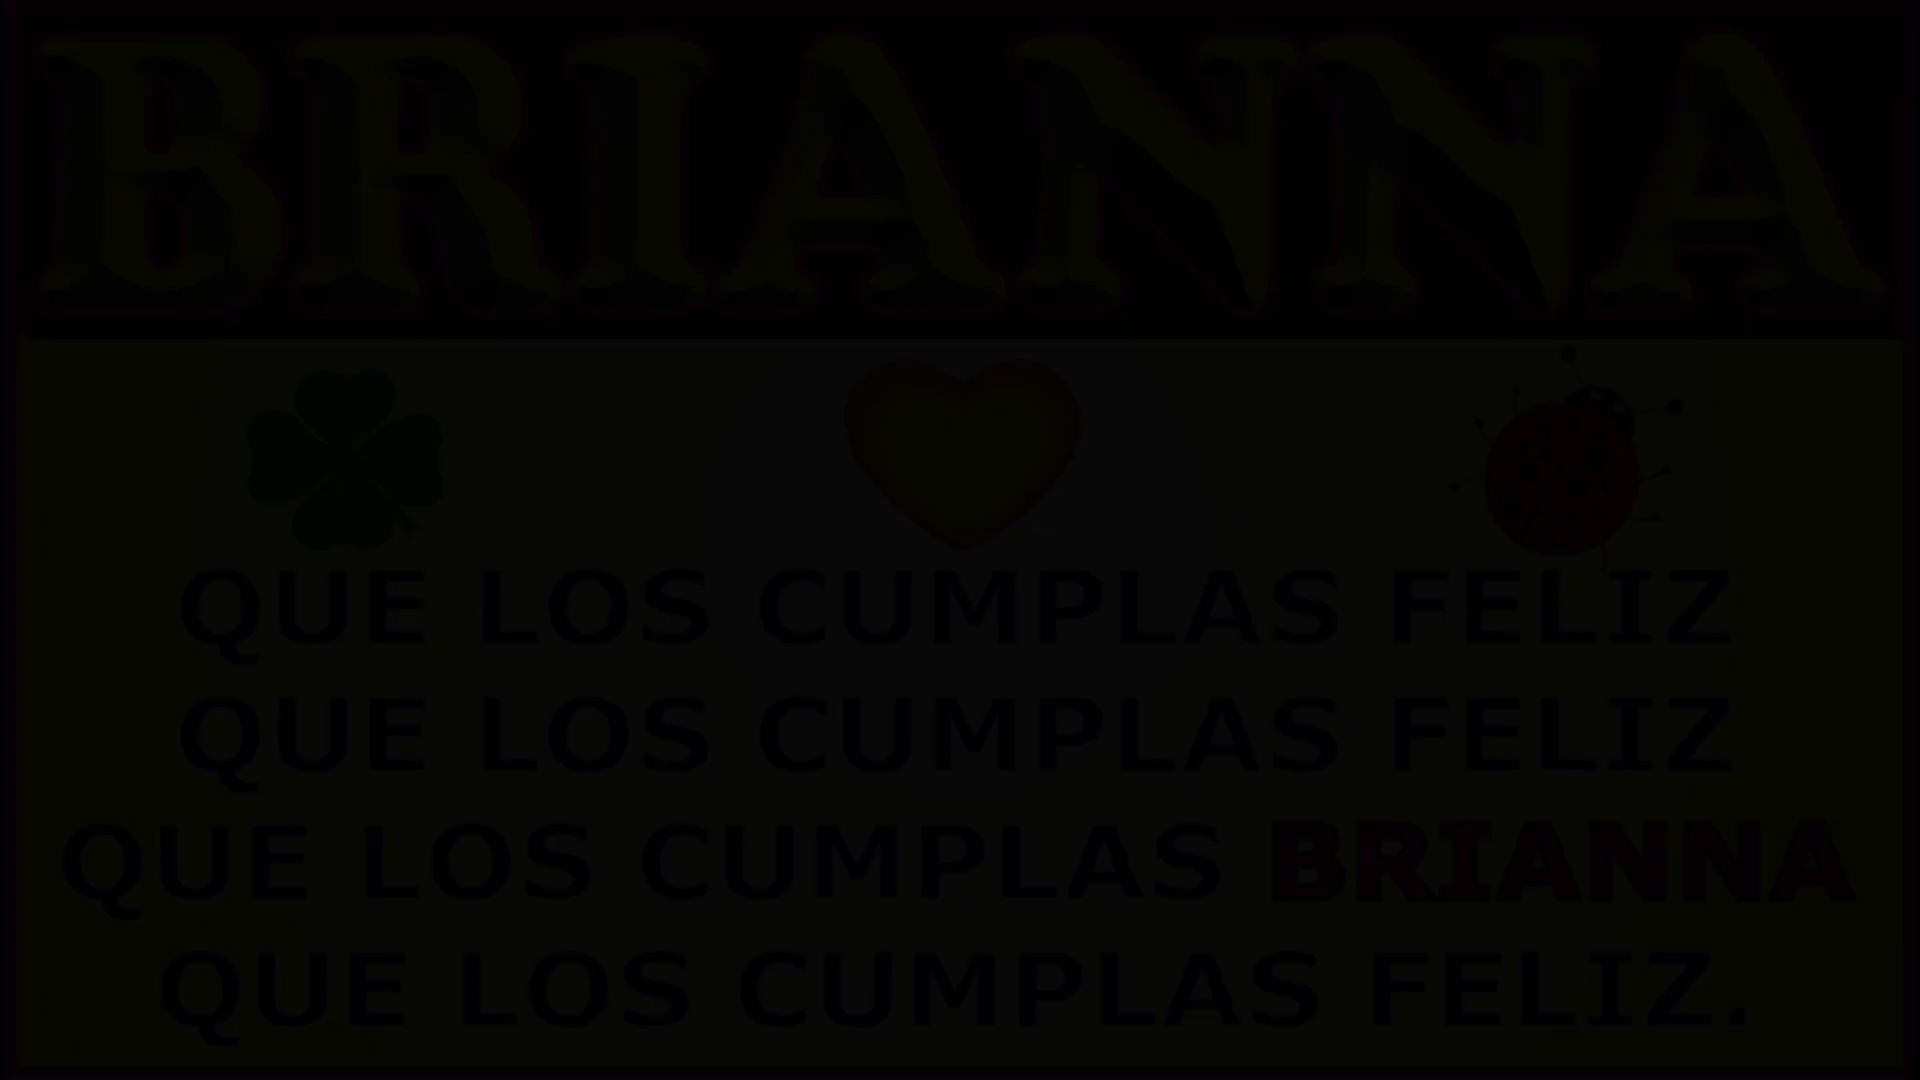 BRIANNA
QUE LOS CUMPLAS FELIZ
QUE LOS CUMPLAS FELIZ
QUE LOS CUMPLAS BRIANNA
QUE LOS CUMPLAS FELIZ.